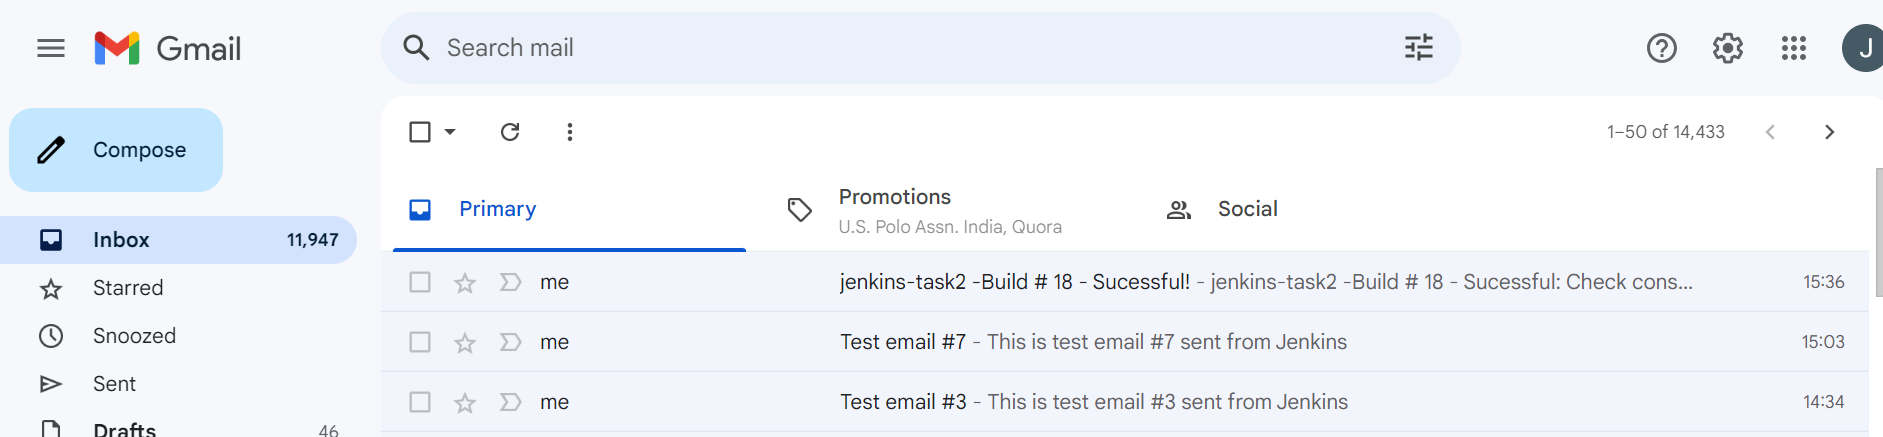 Gmail
Search mail
J
Compose
1–50 of 14,433
Primary
Promotions
U.S. Polo Assn. India, Quora
Social
Inbox 11,947
Starred
Snoozed
Sent
Drafts 46
me jenkins-task2 -Build # 18 - Sucessful! - jenkins-task2 -Build # 18 - Sucessful: Check cons... 15:36
me Test email #7 - This is test email #7 sent from Jenkins 15:03
me Test email #3 - This is test email #3 sent from Jenkins 14:34